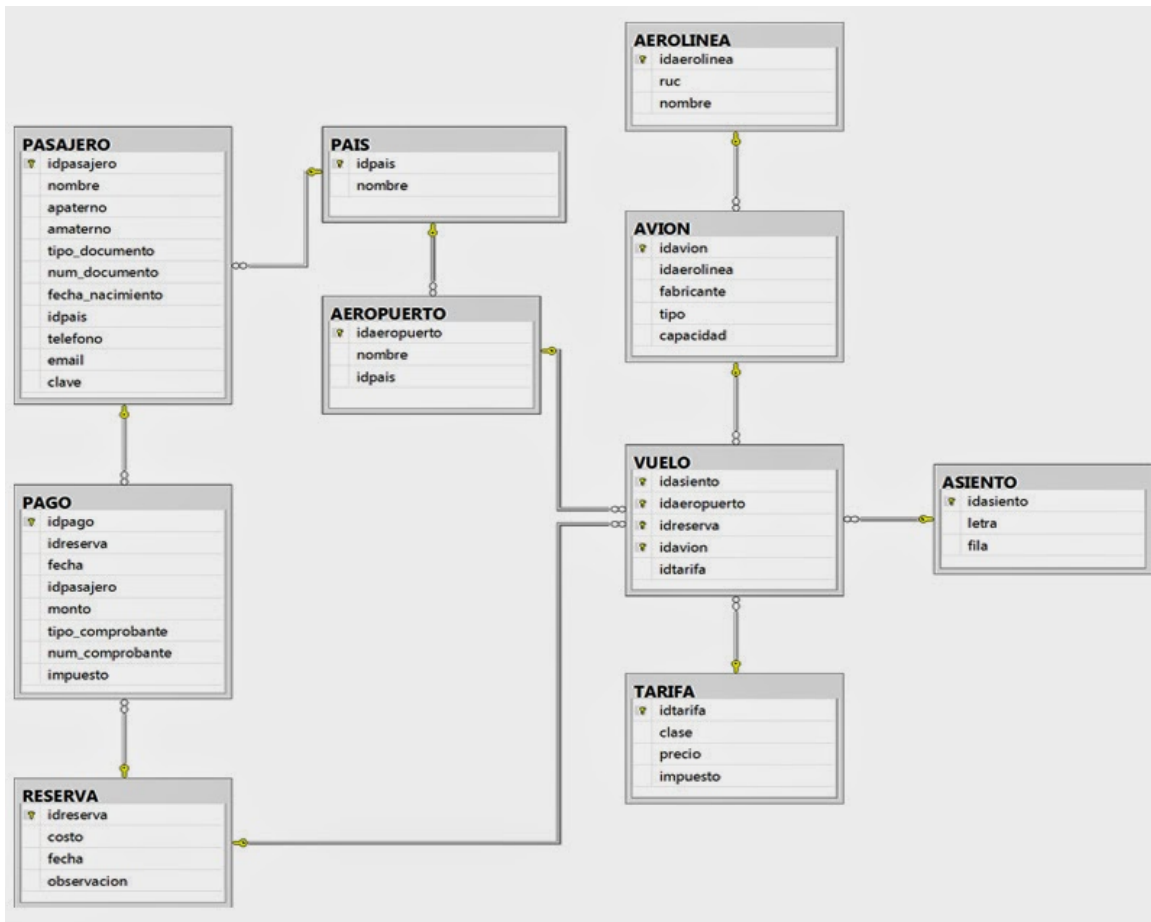 PASAJERO
idpasajero
nombre
apaterno
amaterno
tipo_documento
num_documento
fecha_nacimiento
idpais
telefono
email
clave
PAGO
idpago
idreserva
fecha
idpasajero
monto
tipo_comprobante
num_comprobante
impuesto
RESERVA
idreserva
costo
fecha
observacion
PAIS
idpais
nombre
AEROPUERTO
idaeropuerto
nombre
idpais
AEROLINEA
idaerolinea
ruc
nombre
AVION
idavion
idaerolinea
fabricante
tipo
capacidad
VUELO
idasiento
idaeropuerto
idreserva
idavion
idtarifa
TARIFA
idtarifa
clase
precio
impuesto
ASIENTO
idasiento
letra
fila